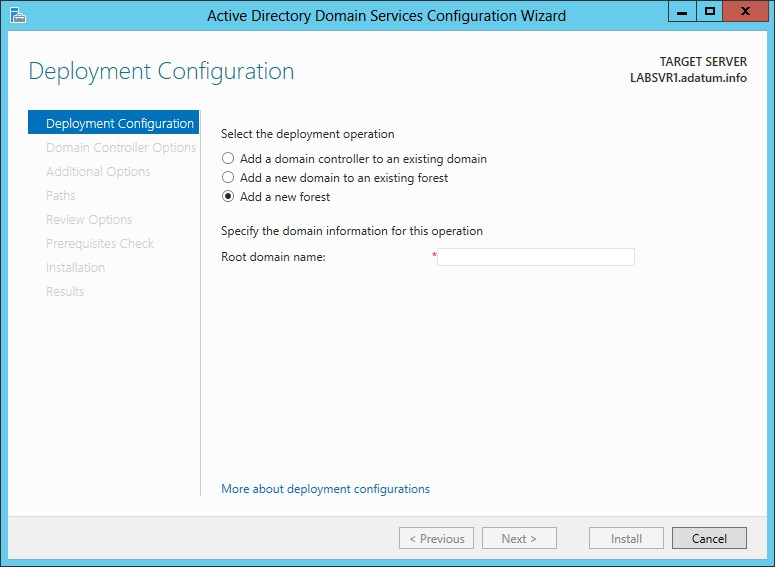 Active Directory Domain Services Configuration Wizard
Deployment Configuration
TARGET SERVER
LABSVR1.adatum.info
Deployment Configuration
Domain Controller Options
Additional Options
Paths
Review Options
Prerequisites Check
Installation
Results
Select the deployment operation
Add a domain controller to an existing domain
Add a new domain to an existing forest
Add a new forest
Specify the domain information for this operation
Root domain name: *
More about deployment configurations
< Previous Next > Install Cancel